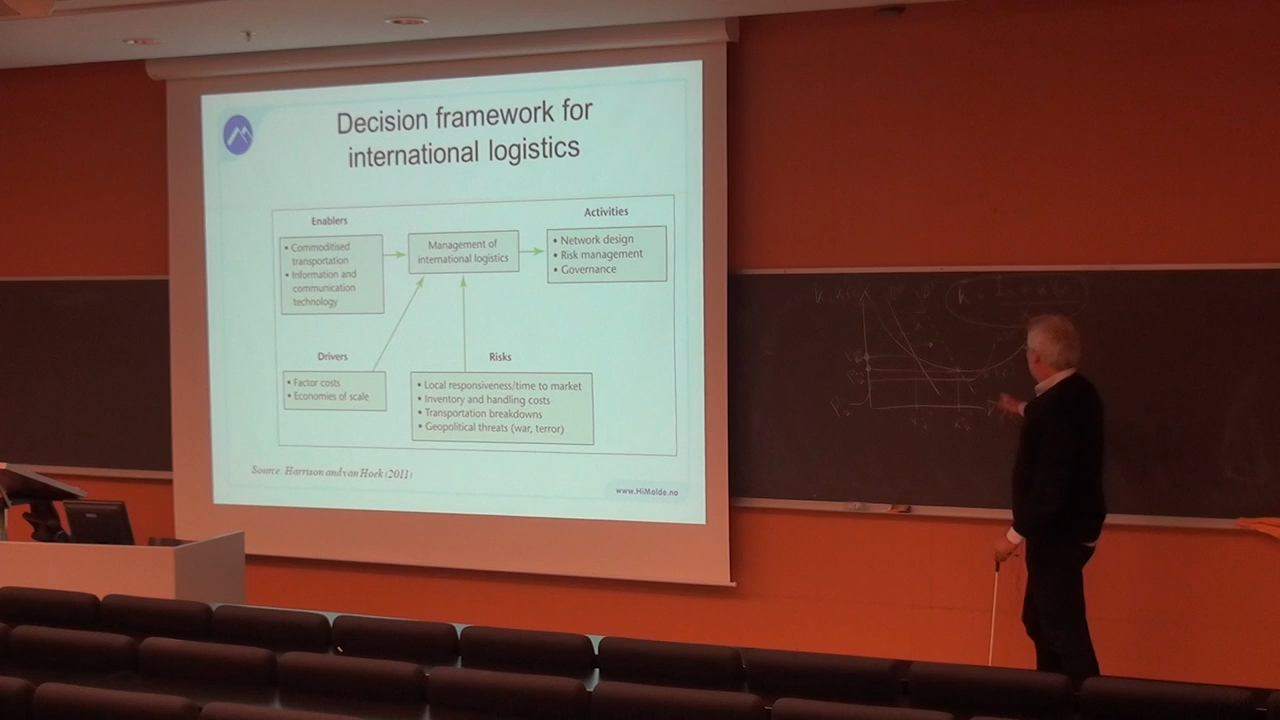 Decision framework for
international logistics
Enablers
• Commoditised
transportation
• Information and
communication
technology
Management of
international logistics
Activities
• Network design
• Risk management
• Governance
Drivers
• Factor costs
• Economies of scale
Risks
• Local responsiveness/time to market
• Inventory and handling costs
• Transportation breakdowns
• Geopolitical threats (war, terror)
Source: Harrison and van Hoek (2011)
www.HiMolde.no